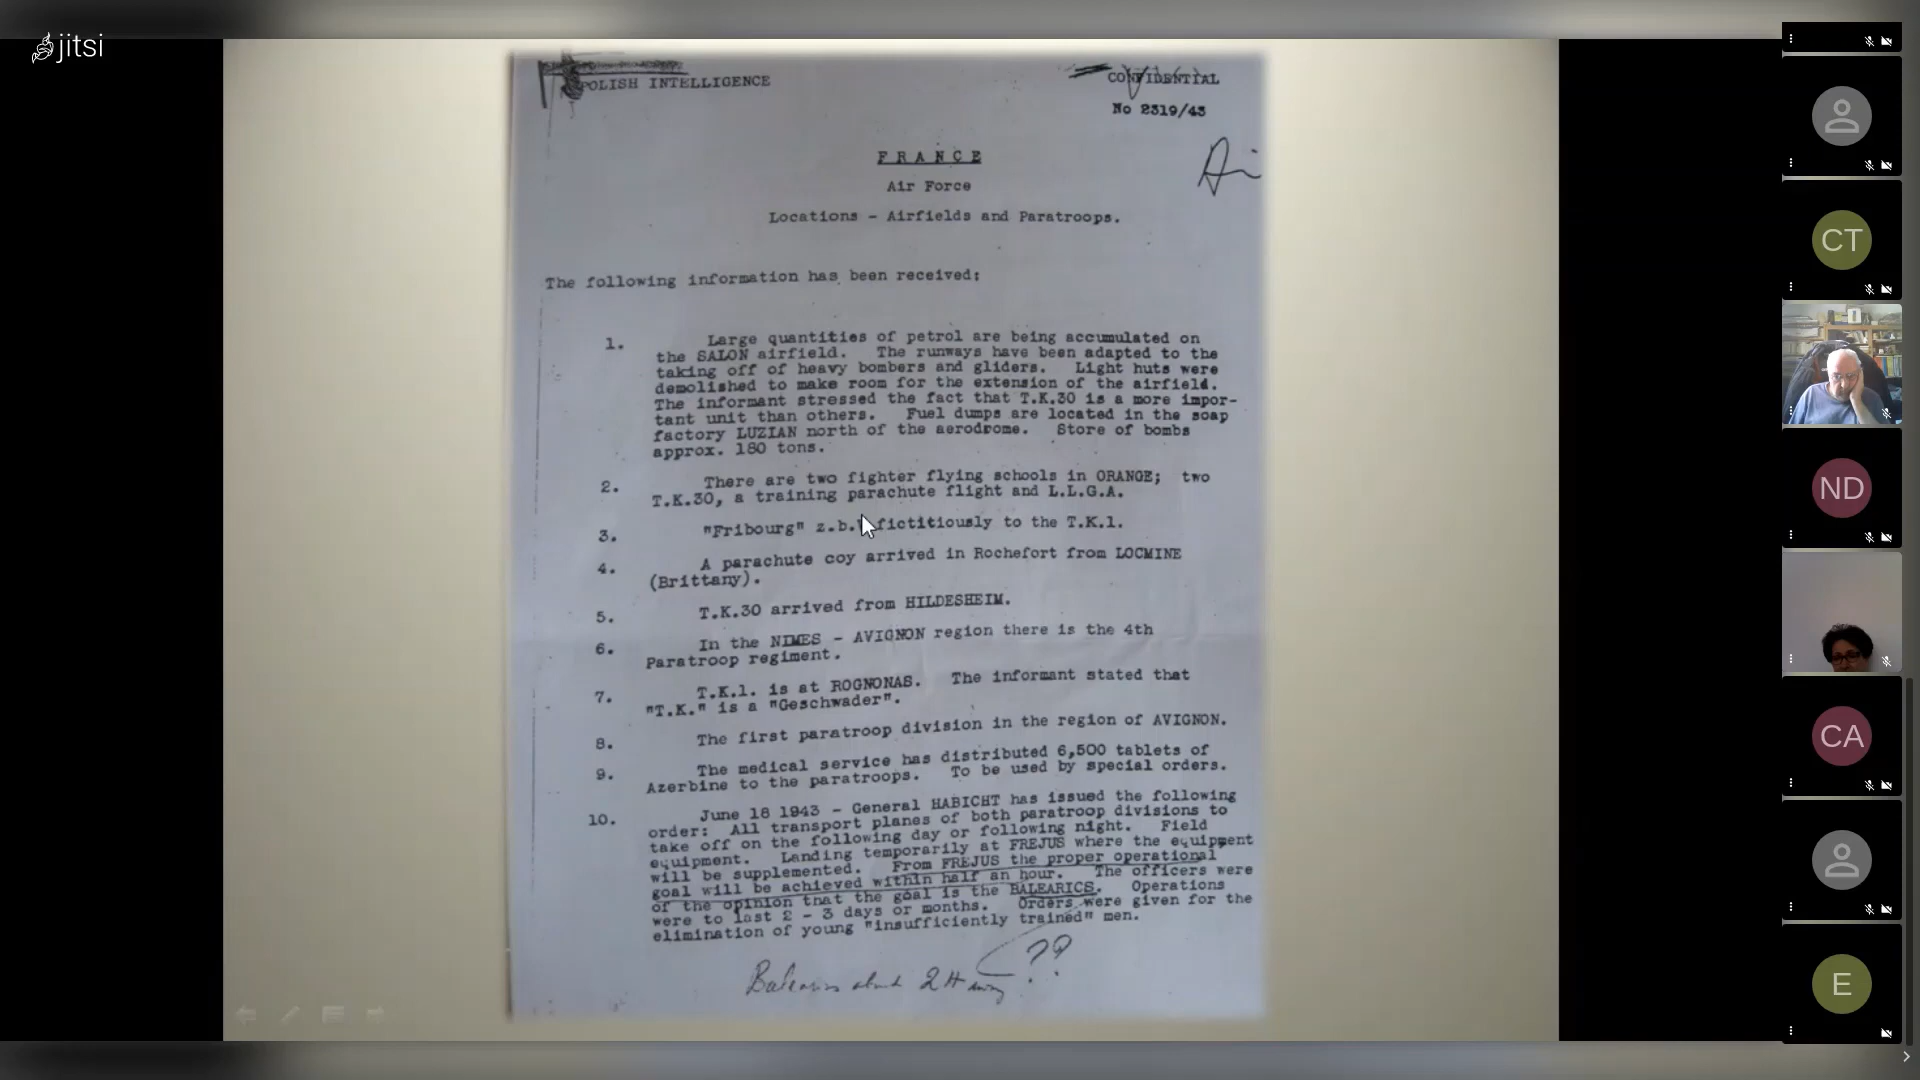 jitsi
POLISH INTELLIGENCE
CONFIDENTIAL
No 2319/43
FRANCE
Air Force
Locations - Airfields and Paratroops.
The following information has been received:
1. Large quantities of petrol are being accumulated on
the SALON airfield. The runways have been adapted to the
taking off of heavy bombers and gliders. Light huts were
demolished to make room for the extension of the airfield.
The informant stressed the fact that T.K.30 is a more impor-
tant unit than others. Fuel dumps are located in the soap
factory LUZIAN north of the aerodrome. Store of bombs
approx. 180 tons.
2. There are two fighter flying schools in ORANGE; two
T.K.30, a training parachute flight and L.L.G.A.
3. "Fribourg" z.b. fictitiously to the T.K.1.
4. A parachute coy arrived in Rochefort from LOCMINE
(Brittany).
5. T.K.30 arrived from HILDESHEIM.
6. In the NIMES - AVIGNON region there is the 4th
Paratroop regiment.
7. T.K.1. is at ROGNONAS. The informant stated that
"T.K." is a "Geschwader".
8. The first paratroop division in the region of AVIGNON.
9. The medical service has distributed 6,500 tablets of
Azerbine to the paratroops. To be used by special orders.
10. June 18 1943 - General HABICHT has issued the following
order: All transport planes of both paratroop divisions to
take off on the following day or following night. Field
equipment. Landing temporarily at FREJUS where the equipment
will be supplemented. From FREJUS the proper operational
goal will be achieved within half an hour. The officers were
of the opinion that the goal is the BALEARICS. Operations
were to last 2 - 3 days or months. Orders were given for the
elimination of young "insufficiently trained" men.
??
CT
ND
CA
E